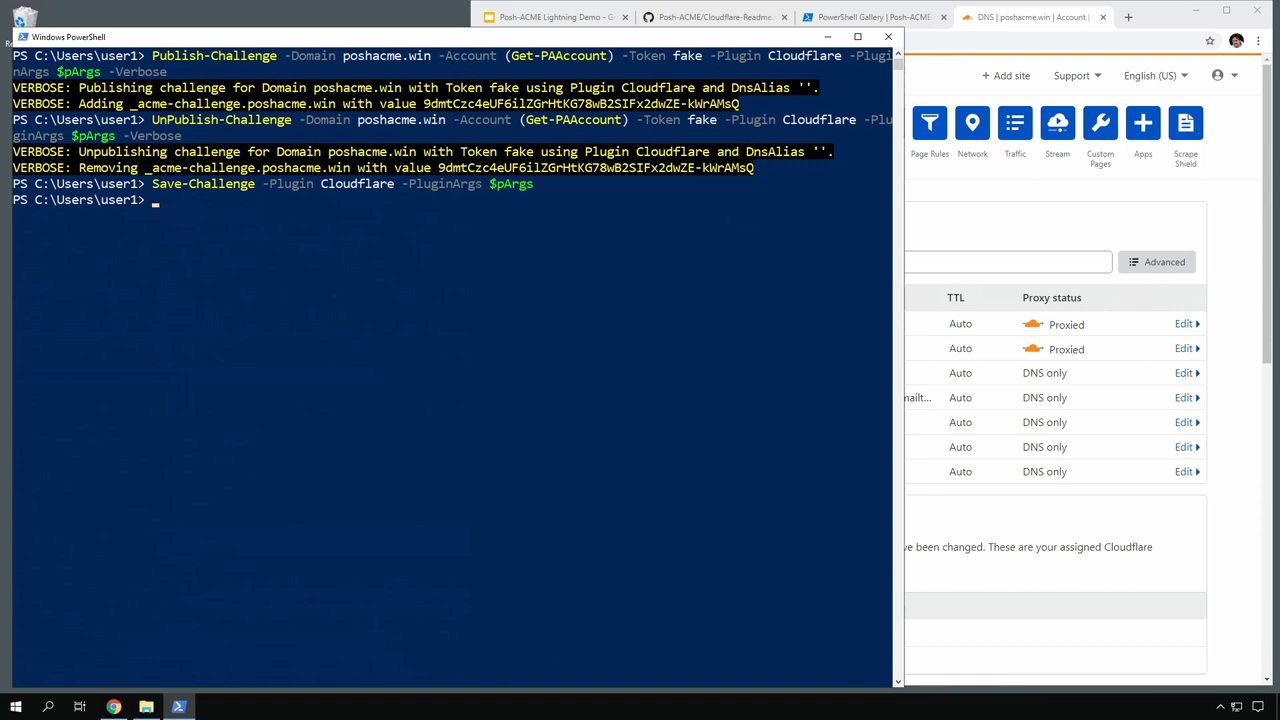 Posh-ACME Lightning Demo - G
Posh-ACME/Cloudflare-Readme
PowerShell Gallery | Posh-ACME
DNS | poshacme.win | Account |
Windows PowerShell
PS C:\Users\user1> Publish-Challenge -Domain poshacme.win -Account (Get-PAAccount) -Token fake -Plugin Cloudflare -Plugi
nArgs $pArgs -Verbose
VERBOSE: Publishing challenge for Domain poshacme.win with Token fake using Plugin Cloudflare and DnsAlias ''.
VERBOSE: Adding _acme-challenge.poshacme.win with value 9dmtCzc4eUF6ilZGrHtKG78wB2SIFx2dwZE-kWrAMsQ
PS C:\Users\user1> UnPublish-Challenge -Domain poshacme.win -Account (Get-PAAccount) -Token fake -Plugin Cloudflare -Plu
ginArgs $pArgs -Verbose
VERBOSE: Unpublishing challenge for Domain poshacme.win with Token fake using Plugin Cloudflare and DnsAlias ''.
VERBOSE: Removing _acme-challenge.poshacme.win with value 9dmtCzc4eUF6ilZGrHtKG78wB2SIFx2dwZE-kWrAMsQ
PS C:\Users\user1> Save-Challenge -Plugin Cloudflare -PluginArgs $pArgs
PS C:\Users\user1>
+ Add site Support English (US)
Page Rules Network Traffic Stream Custom Pages Apps Scrape Shield
Advanced
TTL Proxy status
Auto Proxied Edit
Auto Proxied Edit
Auto DNS only Edit
mailt... Auto DNS only Edit
Auto DNS only Edit
Auto DNS only Edit
Auto DNS only Edit
ve been changed. These are your assigned Cloudflare